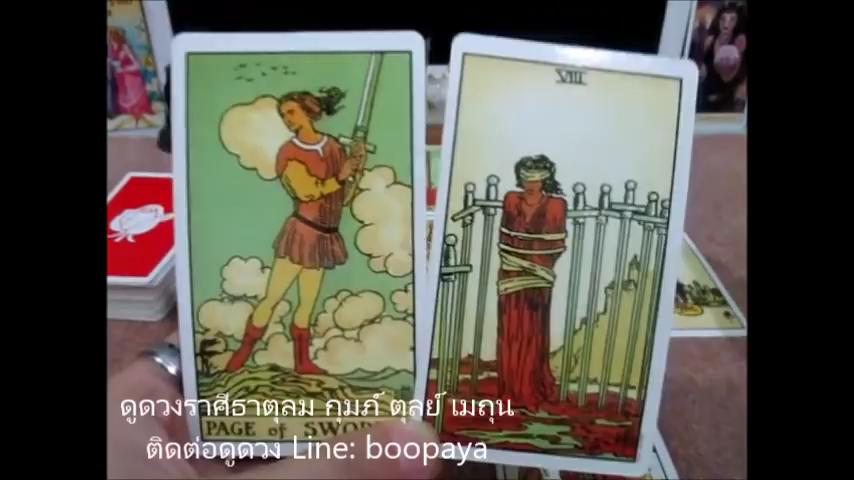 VIII
PAGE of SWOR
ดูดวงราศีธาตุลม กุมภ์ ตุลย์ เมถุน
ติดต่อดูดวง Line: boopaya